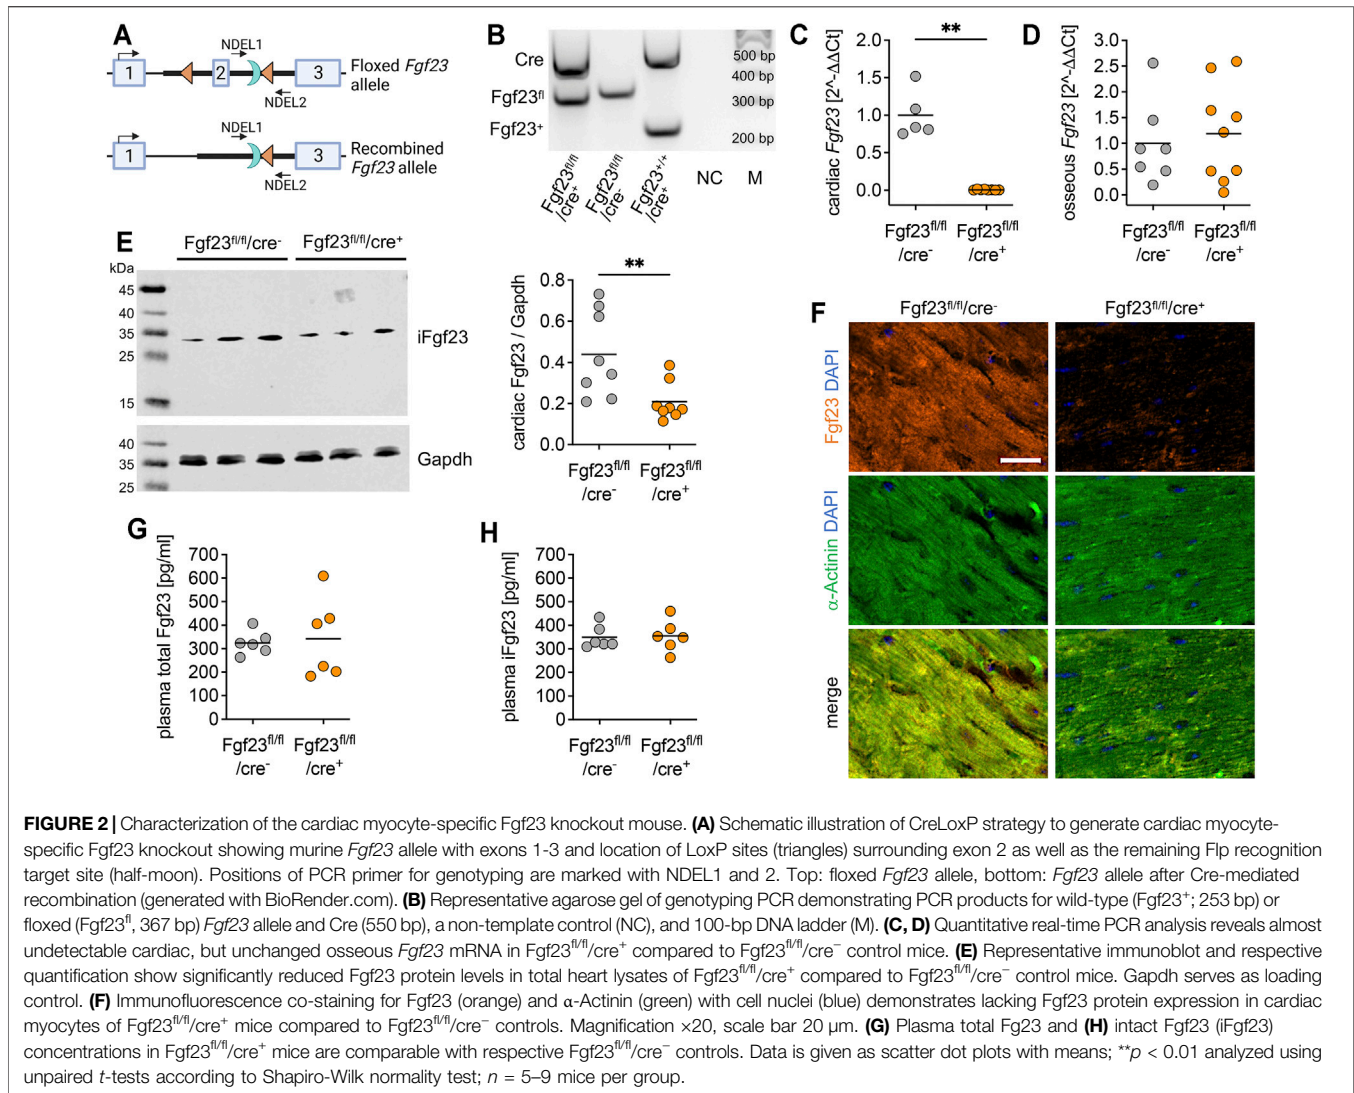 A
NDEL1
1
2
3
Floxed Fgf23
allele
NDEL2
NDEL1
1
3
Recombined
Fgf23 allele
NDEL2
B
Cre
Fgf23fl
Fgf23+
500 bp
400 bp
300 bp
200 bp
Fgf23fl/fl
/cre+
Fgf23fl/fl
/cre-
Fgf23+/+
/cre+
NC
M
C
cardiac Fgf23 [2^-ΔΔCt]
2.0
1.5
1.0
0.5
0.0
**
Fgf23fl/fl
/cre-
Fgf23fl/fl
/cre+
D
osseous Fgf23 [2^-ΔΔCt]
3.0
2.5
2.0
1.5
1.0
0.5
0.0
Fgf23fl/fl
/cre-
Fgf23fl/fl
/cre+
E
Fgf23fl/fl/cre-
Fgf23fl/fl/cre+
kDa
45
40
35
25
15
iFgf23
40
35
25
Gapdh
cardiac Fgf23 / Gapdh
0.8
0.6
0.4
0.2
0.0
**
Fgf23fl/fl
/cre-
Fgf23fl/fl
/cre+
F
Fgf23fl/fl/cre-
Fgf23fl/fl/cre+
Fgf23 DAPI
α-Actinin DAPI
merge
G
plasma total Fgf23 [pg/ml]
700
600
500
400
300
200
100
0
Fgf23fl/fl
/cre-
Fgf23fl/fl
/cre+
H
plasma iFgf23 [pg/ml]
700
600
500
400
300
200
100
0
Fgf23fl/fl
/cre-
Fgf23fl/fl
/cre+
FIGURE 2 | Characterization of the cardiac myocyte-specific Fgf23 knockout mouse. (A) Schematic illustration of CreLoxP strategy to generate cardiac myocyte-
specific Fgf23 knockout showing murine Fgf23 allele with exons 1-3 and location of LoxP sites (triangles) surrounding exon 2 as well as the remaining Flp recognition
target site (half-moon). Positions of PCR primer for genotyping are marked with NDEL1 and 2. Top: floxed Fgf23 allele, bottom: Fgf23 allele after Cre-mediated
recombination (generated with BioRender.com). (B) Representative agarose gel of genotyping PCR demonstrating PCR products for wild-type (Fgf23+; 253 bp) or
floxed (Fgf23fl, 367 bp) Fgf23 allele and Cre (550 bp), a non-template control (NC), and 100-bp DNA ladder (M). (C, D) Quantitative real-time PCR analysis reveals almost
undetectable cardiac, but unchanged osseous Fgf23 mRNA in Fgf23fl/fl/cre+ compared to Fgf23fl/fl/cre− control mice. (E) Representative immunoblot and respective
quantification show significantly reduced Fgf23 protein levels in total heart lysates of Fgf23fl/fl/cre+ compared to Fgf23fl/fl/cre− control mice. Gapdh serves as loading
control. (F) Immunofluorescence co-staining for Fgf23 (orange) and α-Actinin (green) with cell nuclei (blue) demonstrates lacking Fgf23 protein expression in cardiac
myocytes of Fgf23fl/fl/cre+ mice compared to Fgf23fl/fl/cre− controls. Magnification ×20, scale bar 20 μm. (G) Plasma total Fg23 and (H) intact Fgf23 (iFgf23)
concentrations in Fgf23fl/fl/cre+ mice are comparable with respective Fgf23fl/fl/cre− controls. Data is given as scatter dot plots with means; **p < 0.01 analyzed using
unpaired t-tests according to Shapiro-Wilk normality test; n = 5–9 mice per group.